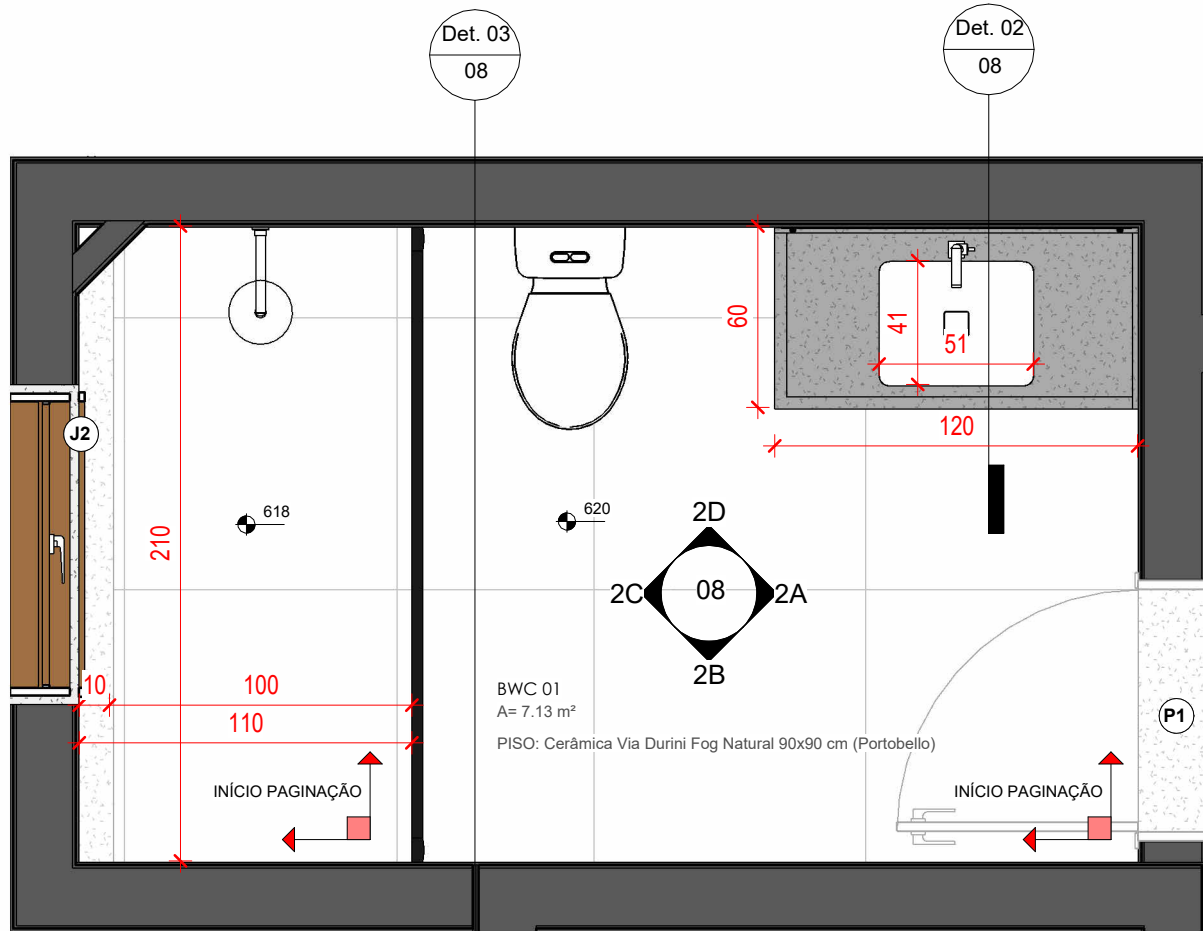 Det. 03
08
Det. 02
08
60
41
51
120
J2
618
620
210
2D
2C
08
2A
2B
10
100
110
BWC 01
A= 7.13 m²
PISO: Cerâmica Via Durini Fog Natural 90x90 cm (Portobello)
P1
INÍCIO PAGINAÇÃO
INÍCIO PAGINAÇÃO